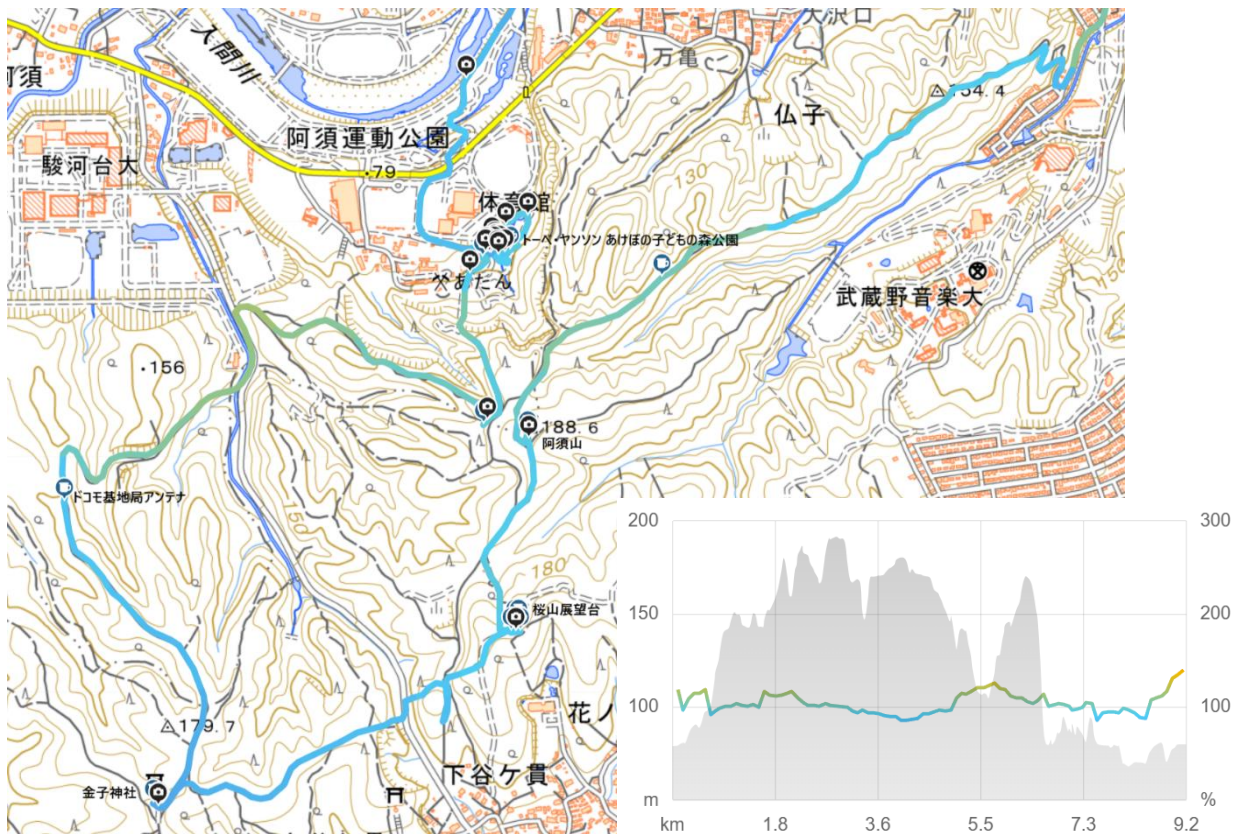 大沢口
入間川
万亀
阿須
154.4
仏子
阿須運動公園
駿河台大
79
130
体育館
トーベ・ヤンソン あけぼの子どもの森公園
あたん
武蔵野音楽大
150
156
188.6
阿須山
ドコモ基地局アンテナ
150
180
桜山展望台
179.7
花ノ
下谷ケ貫
金子神社
200
300
150
200
100
100
m
%
km
1.8
3.6
5.5
7.3
9.2